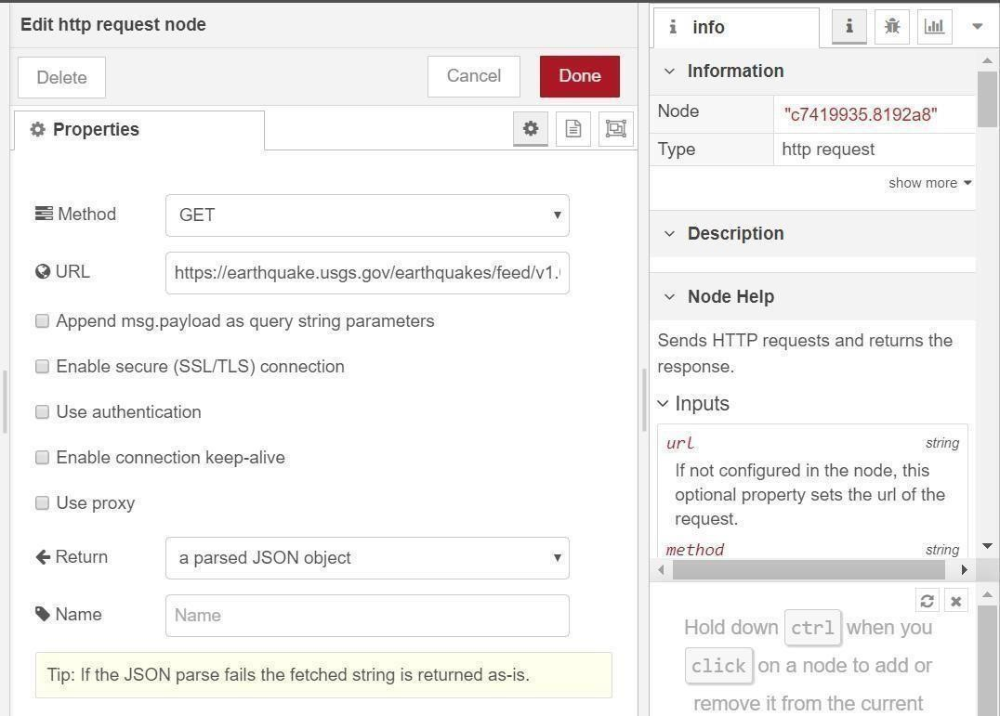 Edit http request node
Delete
Cancel
Done
Properties
Method
GET
URL
https://earthquake.usgs.gov/earthquakes/feed/v1.
Append msg.payload as query string parameters
Enable secure (SSL/TLS) connection
Use authentication
Enable connection keep-alive
Use proxy
Return
a parsed JSON object
Name
Name
Tip: If the JSON parse fails the fetched string is returned as-is.
info
Information
Node
"c7419935.8192a8"
Type
http request
show more
Description
Node Help
Sends HTTP requests and returns the
response.
Inputs
url
string
If not configured in the node, this
optional property sets the url of the
request.
method
string
Hold down ctrl when you
click on a node to add or
remove it from the current